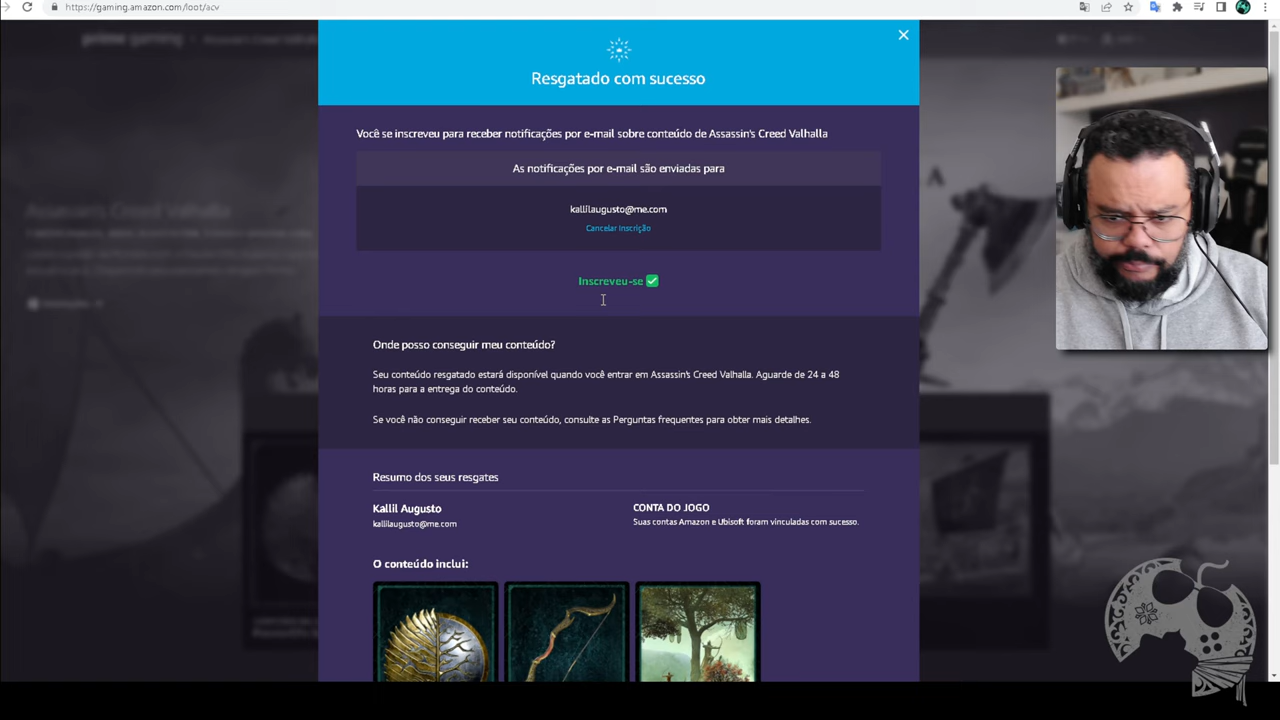 https://gaming.amazon.com/loot/acv
prime gaming
Assassin's Creed Valhalla
Resgatado com sucesso
Você se inscreveu para receber notificações por e-mail sobre conteúdo de Assassin's Creed Valhalla
As notificações por e-mail são enviadas para
kallilaugusto@me.com
Cancelar inscrição
Inscreveu-se
Onde posso conseguir meu conteúdo?
Seu conteúdo resgatado estará disponível quando você entrar em Assassin's Creed Valhalla. Aguarde de 24 a 48
horas para a entrega do conteúdo.
Se você não conseguir receber seu conteúdo, consulte as Perguntas frequentes para obter mais detalhes.
Resumo dos seus resgates
Kallil Augusto
kallilaugusto@me.com
CONTA DO JOGO
Suas contas Amazon e Ubisoft foram vinculadas com sucesso.
O conteúdo inclui: